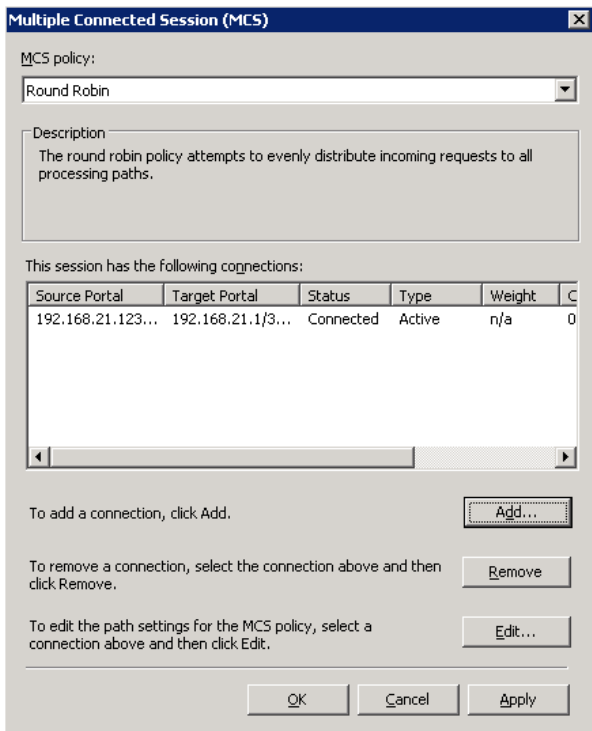 Multiple Connected Session (MCS)
MCS policy:
Round Robin
Description
The round robin policy attempts to evenly distribute incoming requests to all
processing paths.
This session has the following connections:
Source Portal Target Portal Status Type Weight C
192.168.21.123... 192.168.21.1/3... Connected Active n/a 0
To add a connection, click Add.
Add...
To remove a connection, select the connection above and then
click Remove.
Remove
To edit the path settings for the MCS policy, select a
connection above and then click Edit.
Edit...
OK Cancel Apply